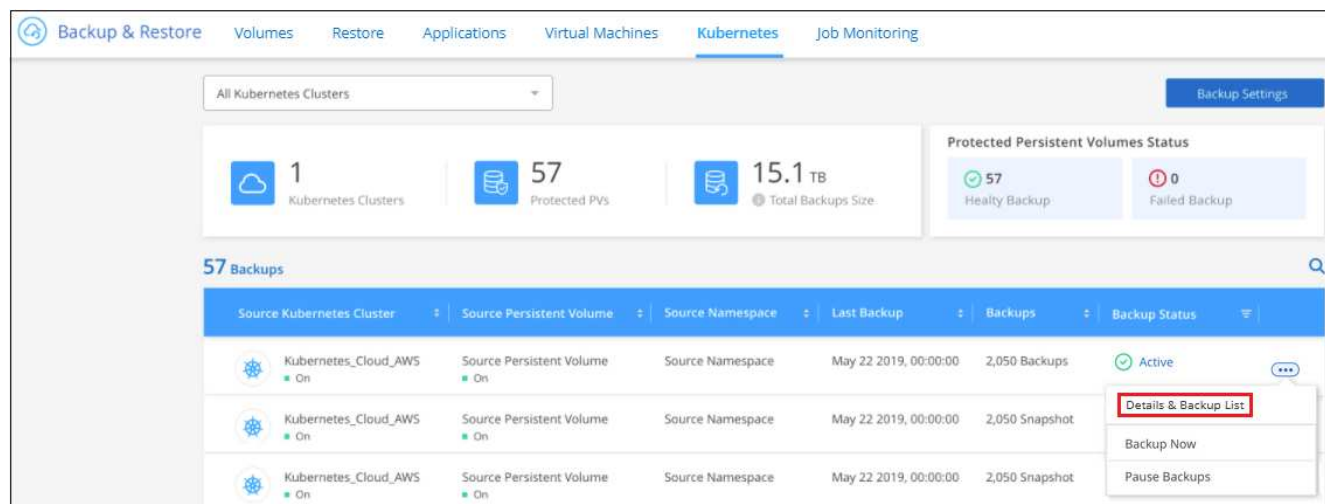 Backup & Restore Volumes Restore Applications Virtual Machines Kubernetes Job Monitoring
All Kubernetes Clusters
Backup Settings
1
Kubernetes Clusters
57
Protected PVs
15.1 TB
Total Backups Size
Protected Persistent Volumes Status
57
Healty Backup
0
Failed Backup
57 Backups
Source Kubernetes Cluster Source Persistent Volume Source Namespace Last Backup Backups Backup Status
Kubernetes_Cloud_AWS Source Persistent Volume Source Namespace May 22 2019, 00:00:00 2,050 Backups Active
On On
Details & Backup List
Kubernetes_Cloud_AWS Source Persistent Volume Source Namespace May 22 2019, 00:00:00 2,050 Snapshot
On On
Backup Now
Kubernetes_Cloud_AWS Source Persistent Volume Source Namespace May 22 2019, 00:00:00 2,050 Snapshot Pause Backups
On On